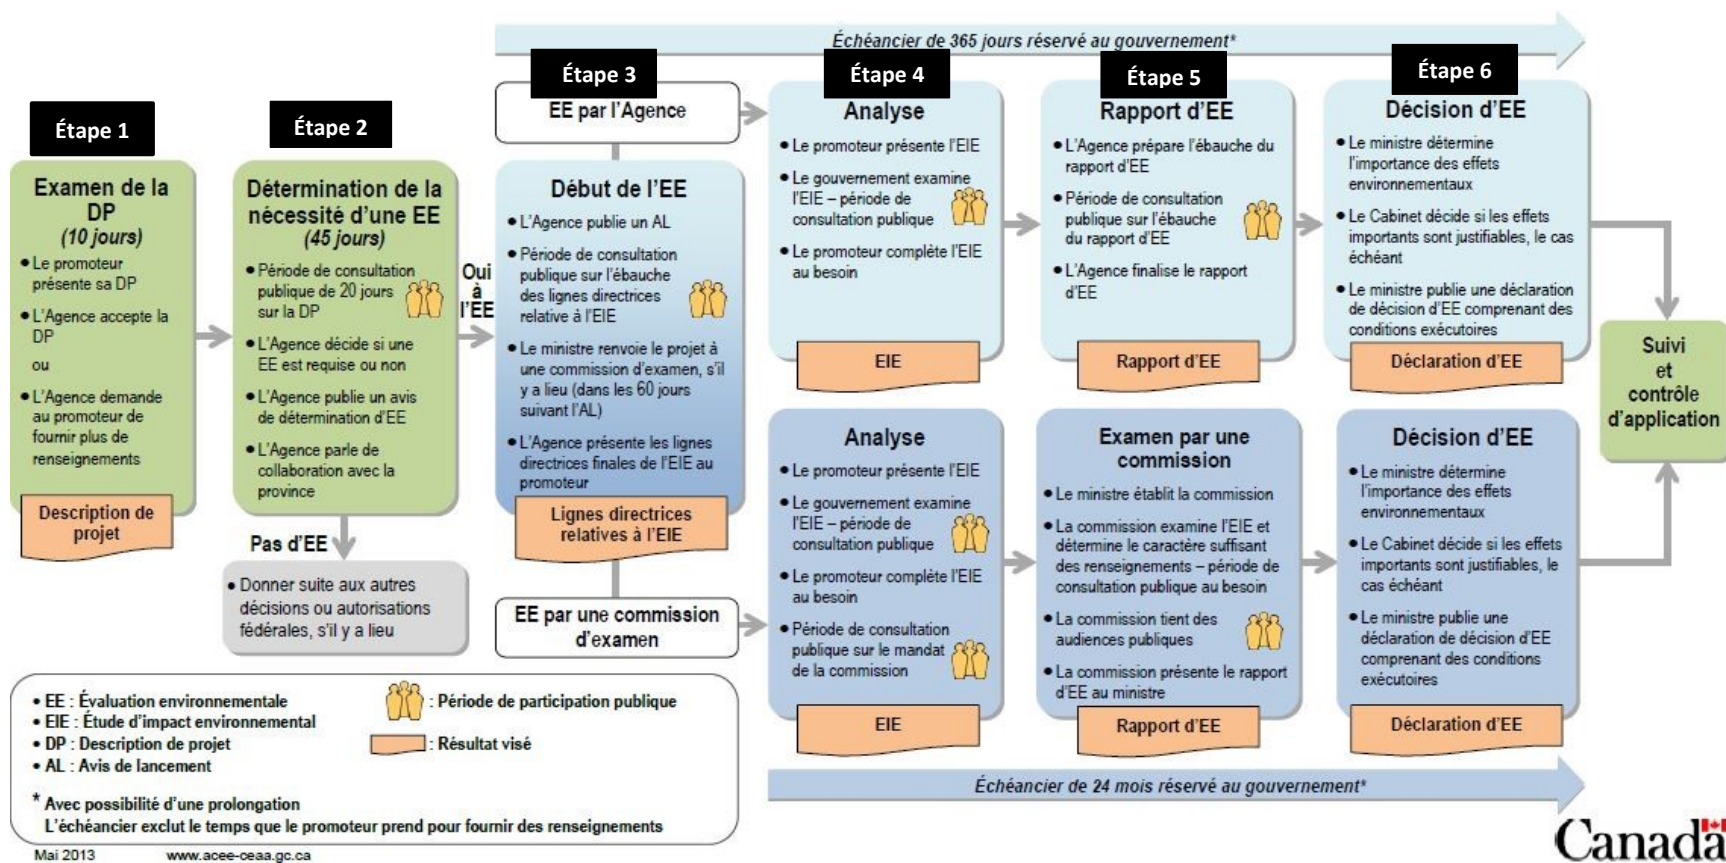 Échéancier de 365 jours réservé au gouvernement*
Étape 1
Examen de la
DP
(10 jours)
• Le promoteur
présente sa DP
• L'Agence accepte la
DP
ou
• L'Agence demande
au promoteur de
fournir plus de
renseignements
Description de
projet
Étape 2
Détermination de la
nécessité d'une EE
(45 jours)
• Période de consultation
publique de 20 jours
sur la DP
• L'Agence décide si une
EE est requise ou non
• L'Agence publie un avis
de détermination d'EE
• L'Agence parle de
collaboration avec la
province
Pas d'EE
• Donner suite aux autres
décisions ou autorisations
fédérales, s'il y a lieu
Oui
à
l'EE
Étape 3
EE par l'Agence
Début de l'EE
• L'Agence publie un AL
• Période de consultation
publique sur l'ébauche
des lignes directrices
relative à l'EIE
• Le ministre renvoie le projet à
une commission d'examen, s'il
y a lieu (dans les 60 jours
suivant l'AL)
• L'Agence présente les lignes
directrices finales de l'EIE au
promoteur
Lignes directrices
relatives à l'EIE
EE par une commission
d'examen
Étape 4
Analyse
• Le promoteur présente l'EIE
• Le gouvernement examine
l'EIE – période de
consultation publique
• Le promoteur complète l'EIE
au besoin
EIE
Étape 5
Rapport d'EE
• L'Agence prépare l'ébauche du
rapport d'EE
• Période de consultation
publique sur l'ébauche
du rapport d'EE
• L'Agence finalise le rapport
d'EE
Rapport d'EE
Étape 6
Décision d'EE
• Le ministre détermine
l'importance des effets
environnementaux
• Le Cabinet décide si les effets
importants sont justifiables, le cas
échéant
• Le ministre publie une déclaration
de décision d'EE comprenant des
conditions exécutoires
Déclaration d'EE
Analyse
• Le promoteur présente l'EIE
• Le gouvernement examine
l'EIE – période de
consultation publique
• Le promoteur complète l'EIE
au besoin
• Période de consultation
publique sur le mandat
de la commission
EIE
Examen par une
commission
• Le ministre établit la commission
• La commission examine l'EIE et
détermine le caractère suffisant
des renseignements – période de
consultation publique au besoin
• La commission tient des
audiences publiques
• La commission présente le rapport
d'EE au ministre
Rapport d'EE
Décision d'EE
• Le ministre détermine
l'importance des effets
environnementaux
• Le Cabinet décide si les effets
importants sont justifiables, le
cas échéant
• Le ministre publie une
déclaration de décision d'EE
comprenant des conditions
exécutoires
Déclaration d'EE
Suivi
et
contrôle
d'application
Échéancier de 24 mois réservé au gouvernement*
• EE : Évaluation environnementale
• EIE : Étude d'impact environnemental
• DP : Description de projet
• AL : Avis de lancement
: Période de participation publique
: Résultat visé
* Avec possibilité d'une prolongation
L'échéancier exclut le temps que le promoteur prend pour fournir des renseignements
Mai 2013 www.acee-ceaa.gc.ca
Canada